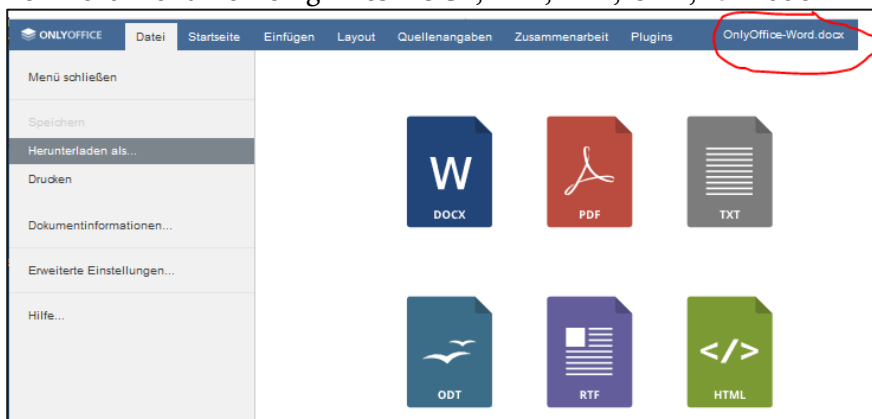 ONLYOFFICE Datei Startseite Einfügen Layout Quellenangaben Zusammenarbeit Plugins OnlyOffice-Word.docx
Menü schließen
Speichern
Herunterladen als...
Drucken
Dokumentinformationen...
Erweiterte Einstellungen...
Hilfe...
W
DOCX PDF TXT
</>
ODT RTF HTML